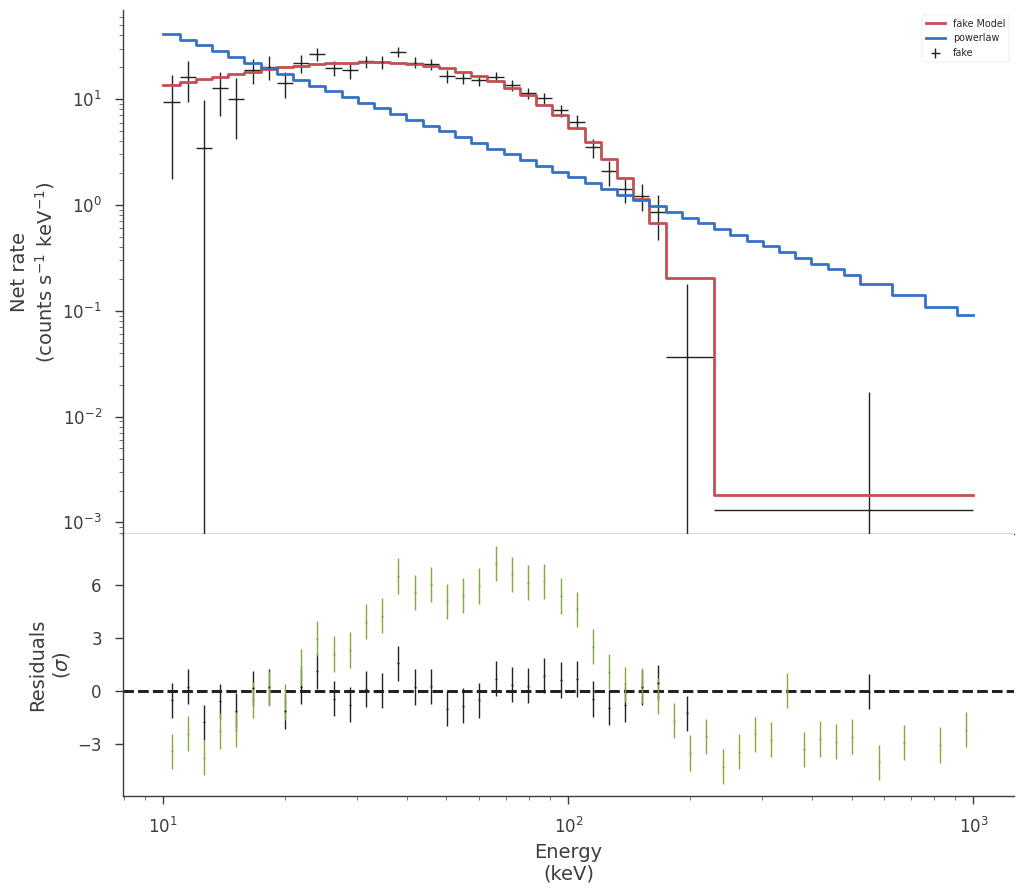 fake Model
powerlaw
fake
Net rate
(counts s⁻¹ keV⁻¹)
10¹
10⁰
10⁻¹
10⁻²
10⁻³
Residuals
(σ)
6
3
0
−3
10¹ 10² 10³
Energy
(keV)